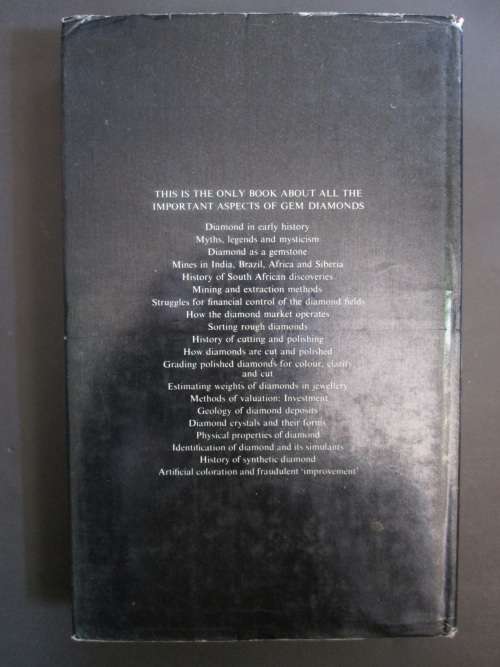 THIS IS THE ONLY BOOK ABOUT ALL THE
IMPORTANT ASPECTS OF GEM DIAMONDS
Diamond in early history
Myths, legends and mysticism
Diamond as a gemstone
Mines in India, Brazil, Africa and Siberia
History of South African discoveries
Mining and extraction methods
Struggles for financial control of the diamond fields
How the diamond market operates
Sorting rough diamonds
History of cutting and polishing
How diamonds are cut and polished
Grading polished diamonds for colour, clarity
and cut
Estimating weights of diamonds in jewellery
Methods of valuation: Investment
Geology of diamond deposits
Diamond crystals and their forms
Physical properties of diamond
Identification of diamond and its simulants
History of synthetic diamond
Artificial coloration and fraudulent 'improvement'